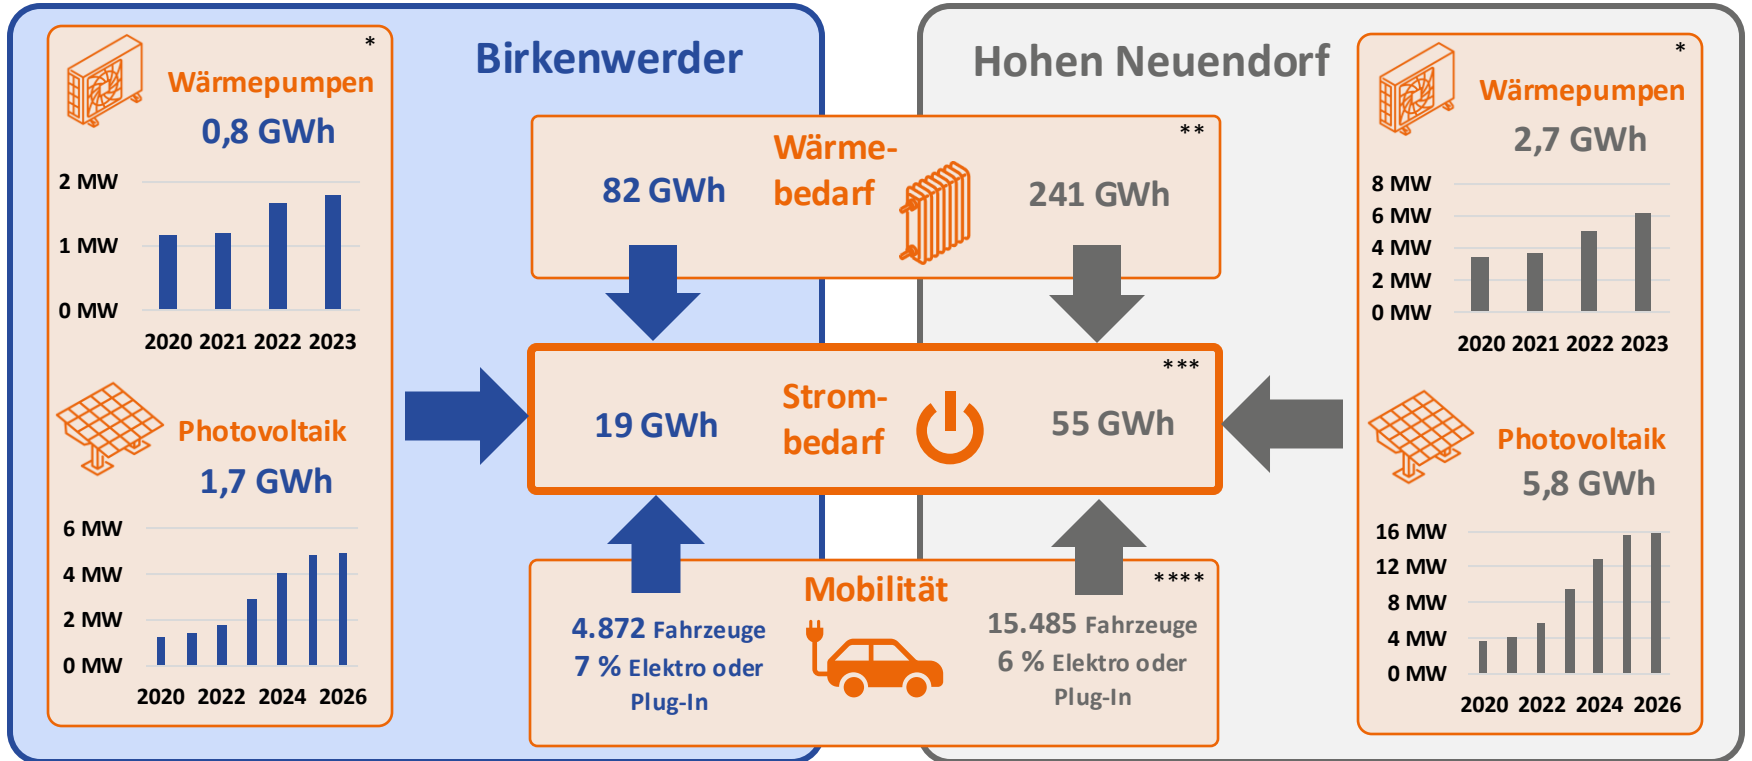 Birkenwerder
*
Wärmepumpen
0,8 GWh
2 MW
1 MW
0 MW
2020 2021 2022 2023
Photovoltaik
1,7 GWh
6 MW
4 MW
2 MW
0 MW
2020 2022 2024 2026
**
Wärme-
bedarf
82 GWh
241 GWh
***
Strom-
bedarf
19 GWh
55 GWh
****
Mobilität
4.872 Fahrzeuge
7 % Elektro oder
Plug-In
15.485 Fahrzeuge
6 % Elektro oder
Plug-In
Hohen Neuendorf
*
Wärmepumpen
2,7 GWh
8 MW
6 MW
4 MW
2 MW
0 MW
2020 2021 2022 2023
Photovoltaik
5,8 GWh
16 MW
12 MW
8 MW
4 MW
0 MW
2020 2022 2024 2026